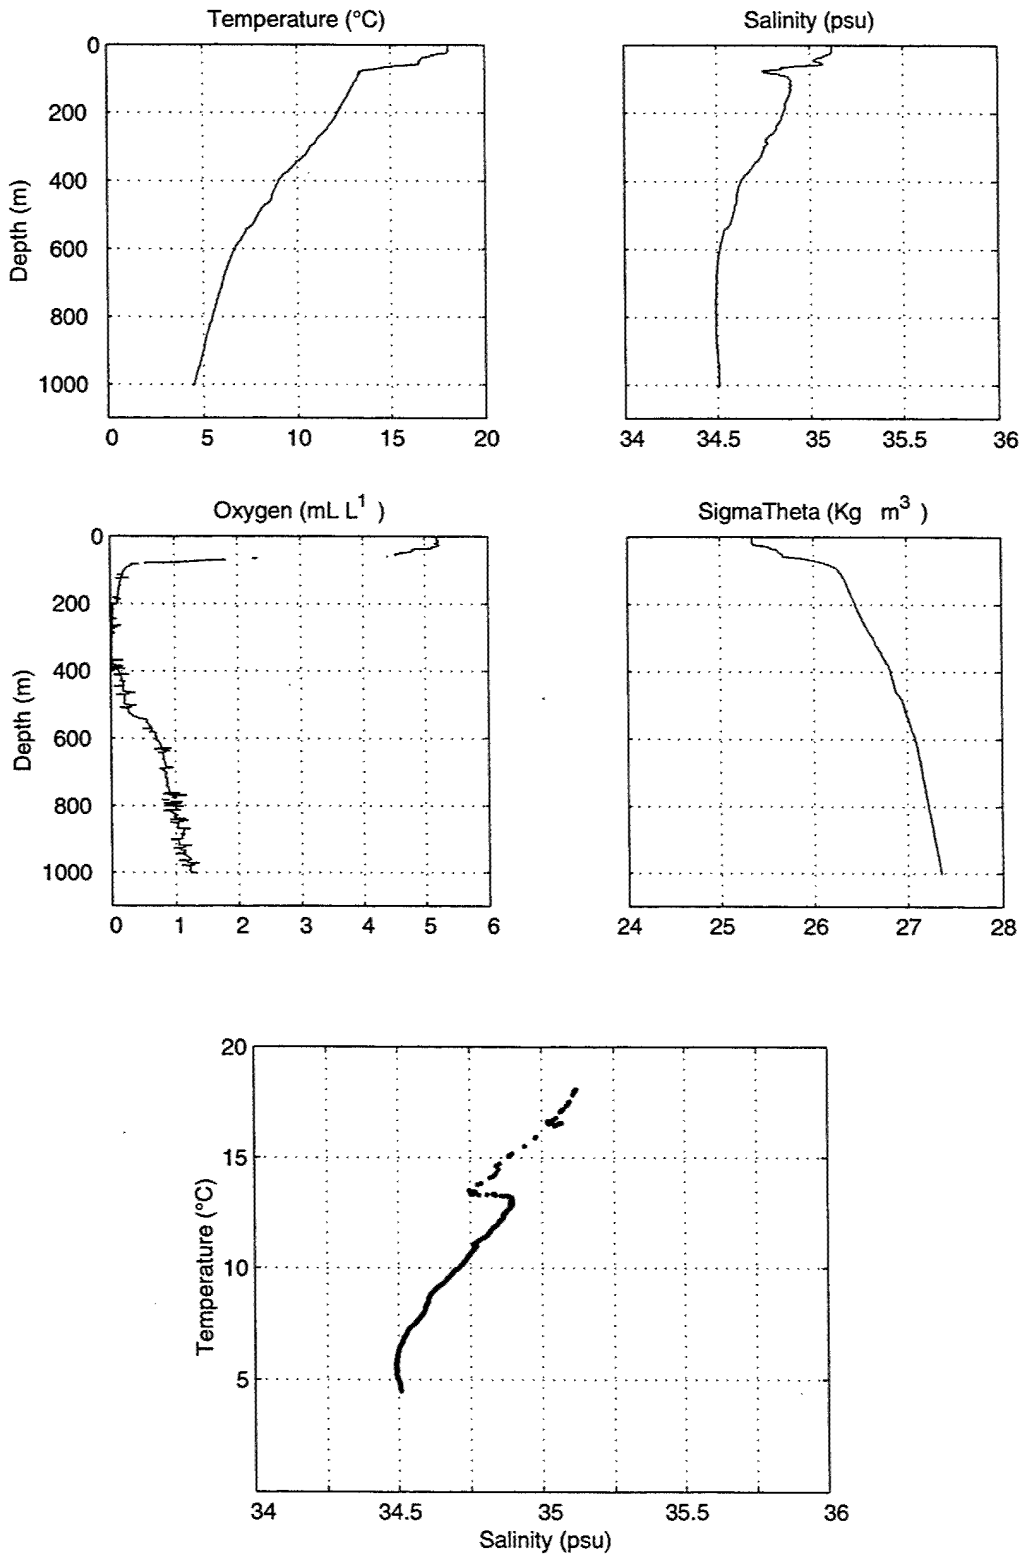 Temperature (°C)
Salinity (psu)
0
200
400
600
800
1000
Depth (m)
0 5 10 15 20
34 34.5 35 35.5 36
Oxygen (mL L1 )
SigmaTheta (Kg m3 )
0
200
400
600
800
1000
Depth (m)
0 1 2 3 4 5 6
24 25 26 27 28
20
15
10
5
Temperature (°C)
34 34.5 35 35.5 36
Salinity (psu)